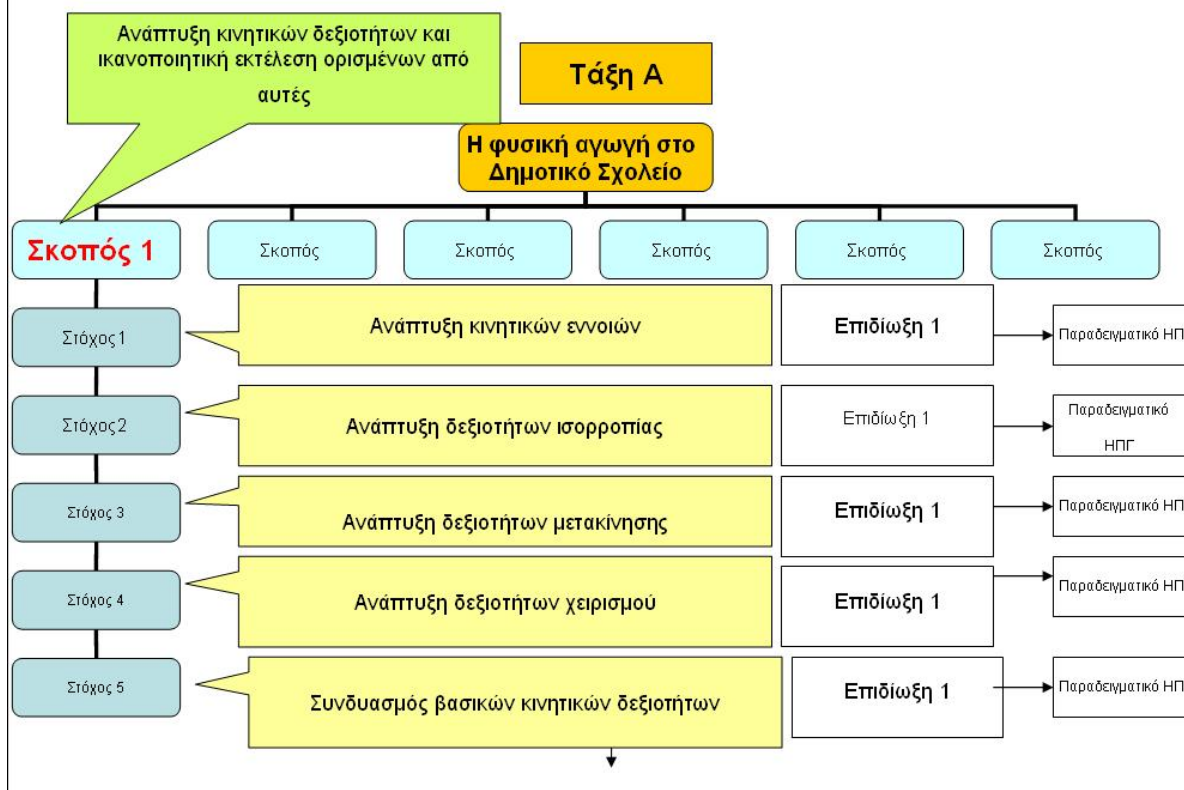 Ανάπτυξη κινητικών δεξιοτήτων και
ικανοποιητική εκτέλεση ορισμένων από
αυτές
Τάξη Α
Η φυσική αγωγή στο
Δημοτικό Σχολείο
Σκοπός 1
Σκοπός
Σκοπός
Σκοπός
Σκοπός
Σκοπός
Στόχος 1
Ανάπτυξη κινητικών εννοιών
Επιδίωξη 1
Παραδειγματικό ΗΠ
Στόχος 2
Ανάπτυξη δεξιοτήτων ισορροπίας
Επιδίωξη 1
Παραδειγματικό
ΗΠΓ
Στόχος 3
Ανάπτυξη δεξιοτήτων μετακίνησης
Επιδίωξη 1
Παραδειγματικό ΗΠ
Στόχος 4
Ανάπτυξη δεξιοτήτων χειρισμού
Επιδίωξη 1
Παραδειγματικό ΗΠ
Στόχος 5
Συνδυασμός βασικών κινητικών δεξιοτήτων
Επιδίωξη 1
Παραδειγματικό ΗΠ